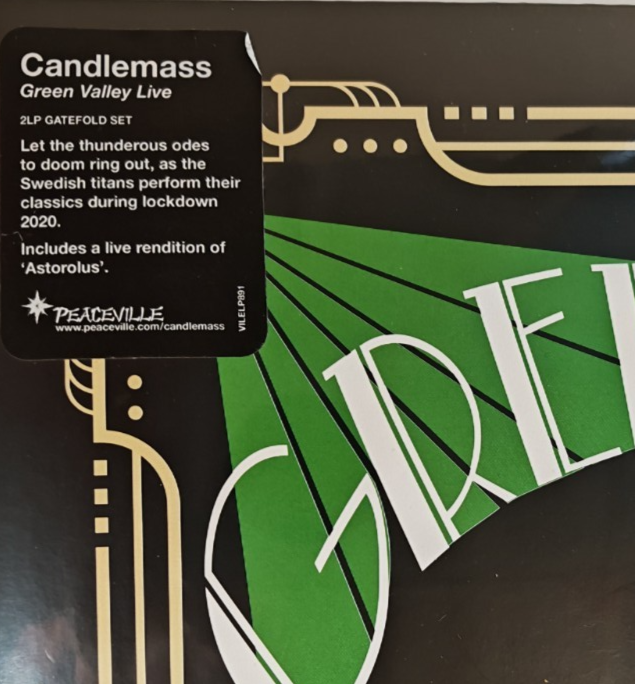 Candlemass
Green Valley Live
2LP GATEFOLD SET
Let the thunderous odes
to doom ring out, as the
Swedish titans perform their
classics during lockdown
2020.
Includes a live rendition of
‘Astorolus’.
PEACEVILLE
www.peaceville.com/candlemass
VILELP891
GREE